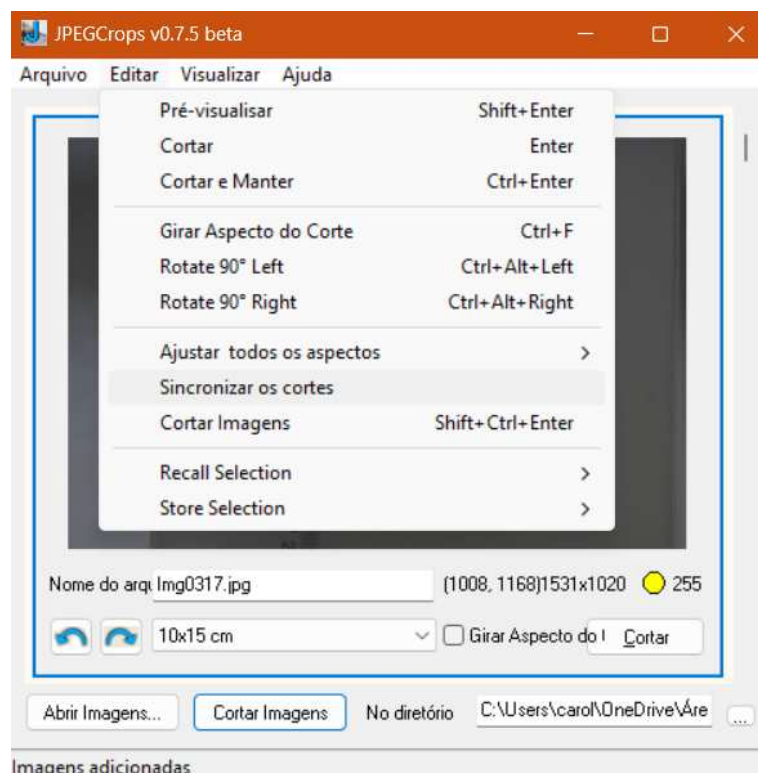 JPEGCrops v0.7.5 beta
Arquivo Editar Visualizar Ajuda
Pré-visualisar Shift+Enter
Cortar Enter
Cortar e Manter Ctrl+Enter
Girar Aspecto do Corte Ctrl+F
Rotate 90° Left Ctrl+Alt+Left
Rotate 90° Right Ctrl+Alt+Right
Ajustar todos os aspectos >
Sincronizar os cortes
Cortar Imagens Shift+Ctrl+Enter
Recall Selection >
Store Selection >
Nome do arqu Img0317.jpg (1008, 1168)1531x1020 255
10x15 cm Girar Aspecto do Cortar
Abrir Imagens... Cortar Imagens No diretório C:\Users\carol\OneDrive\Áre ...
Imagens adicionadas